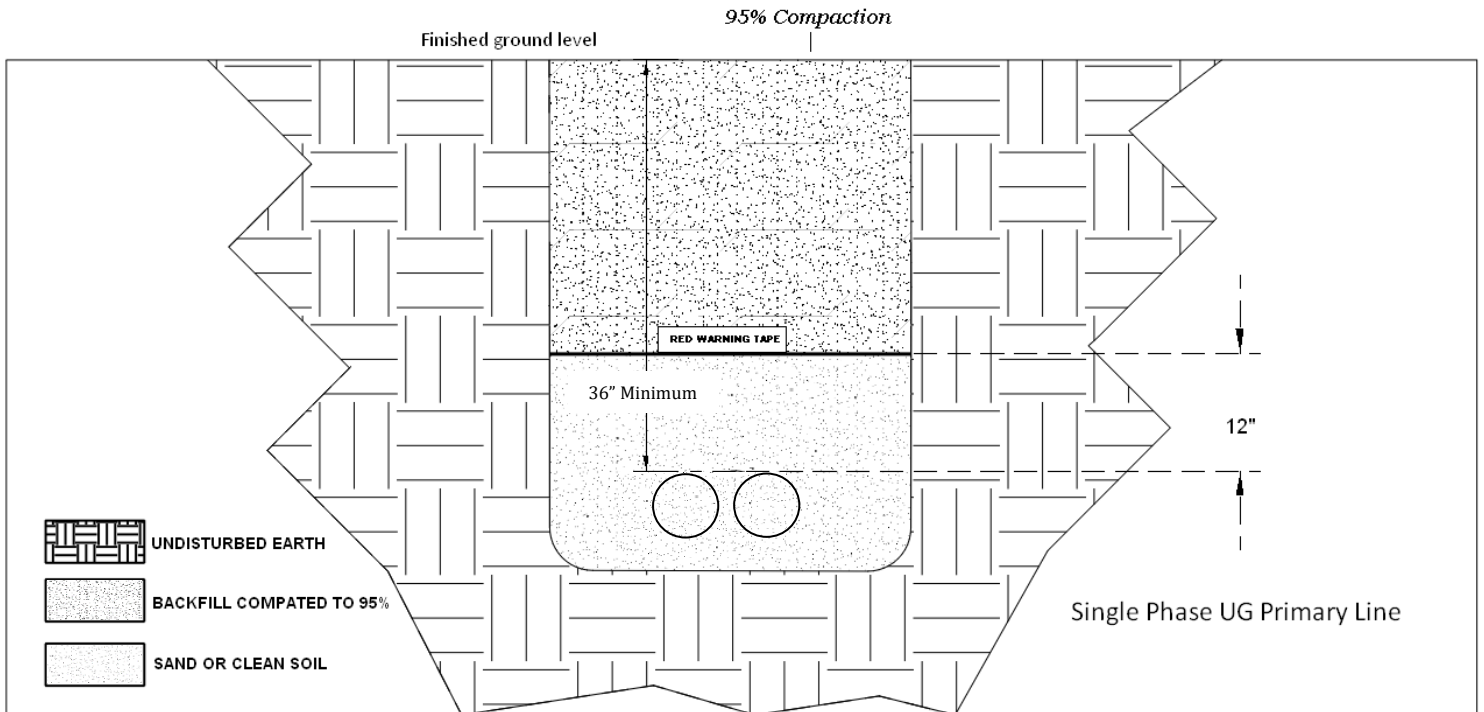 95% Compaction
Finished ground level
RED WARNING TAPE
36” Minimum
12"
UNDISTURBED EARTH
BACKFILL COMPATED TO 95%
SAND OR CLEAN SOIL
Single Phase UG Primary Line